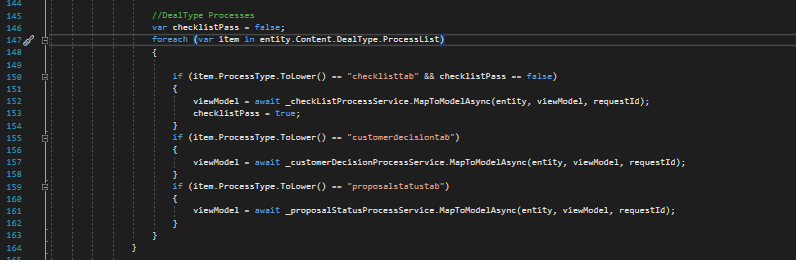 144
145 //DealType Processes
146 var checklistPass = false;
147 foreach (var item in entity.Content.DealType.ProcessList)
148 {
149
150 if (item.ProcessType.ToLower() == "checklisttab" && checklistPass == false)
151 {
152 viewModel = await _checkListProcessService.MapToModelAsync(entity, viewModel, requestId);
153 checklistPass = true;
154 }
155 if (item.ProcessType.ToLower() == "customerdecisiontab")
156 {
157 viewModel = await _customerDecisionProcessService.MapToModelAsync(entity, viewModel, requestId);
158 }
159 if (item.ProcessType.ToLower() == "proposalstatustab")
160 {
161 viewModel = await _proposalStatusProcessService.MapToModelAsync(entity, viewModel, requestId);
162 }
163 }
164 }